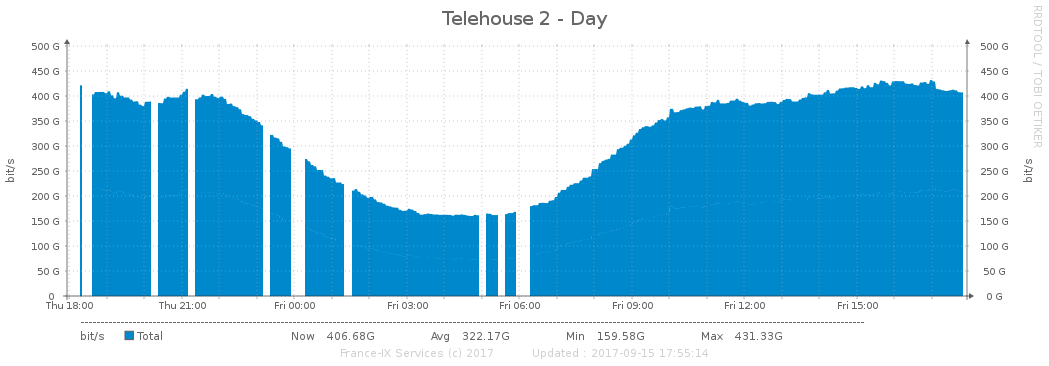 Telehouse 2 - Day
RRDTOOL / TOBI OETIKER
bit/s
500 G 500 G
450 G 450 G
400 G 400 G
350 G 350 G
300 G 300 G
250 G 250 G
200 G 200 G
150 G 150 G
100 G 100 G
50 G 50 G
0 0 G
bit/s
Thu 18:00 Thu 21:00 Fri 00:00 Fri 03:00 Fri 06:00 Fri 09:00 Fri 12:00 Fri 15:00
bit/s Total Now 406.68G Avg 322.17G Min 159.58G Max 431.33G
France-IX Services (c) 2017 Updated : 2017-09-15 17:55:14